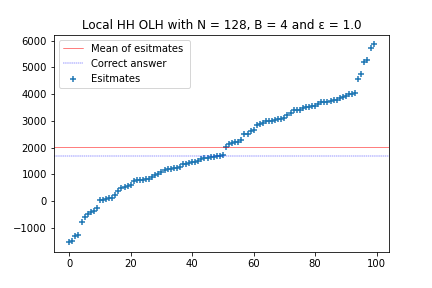 Local HH OLH with N = 128, B = 4 and ε = 1.0
Mean of esitmates
Correct answer
Esitmates
6000
5000
4000
3000
2000
1000
0
−1000
0 20 40 60 80 100